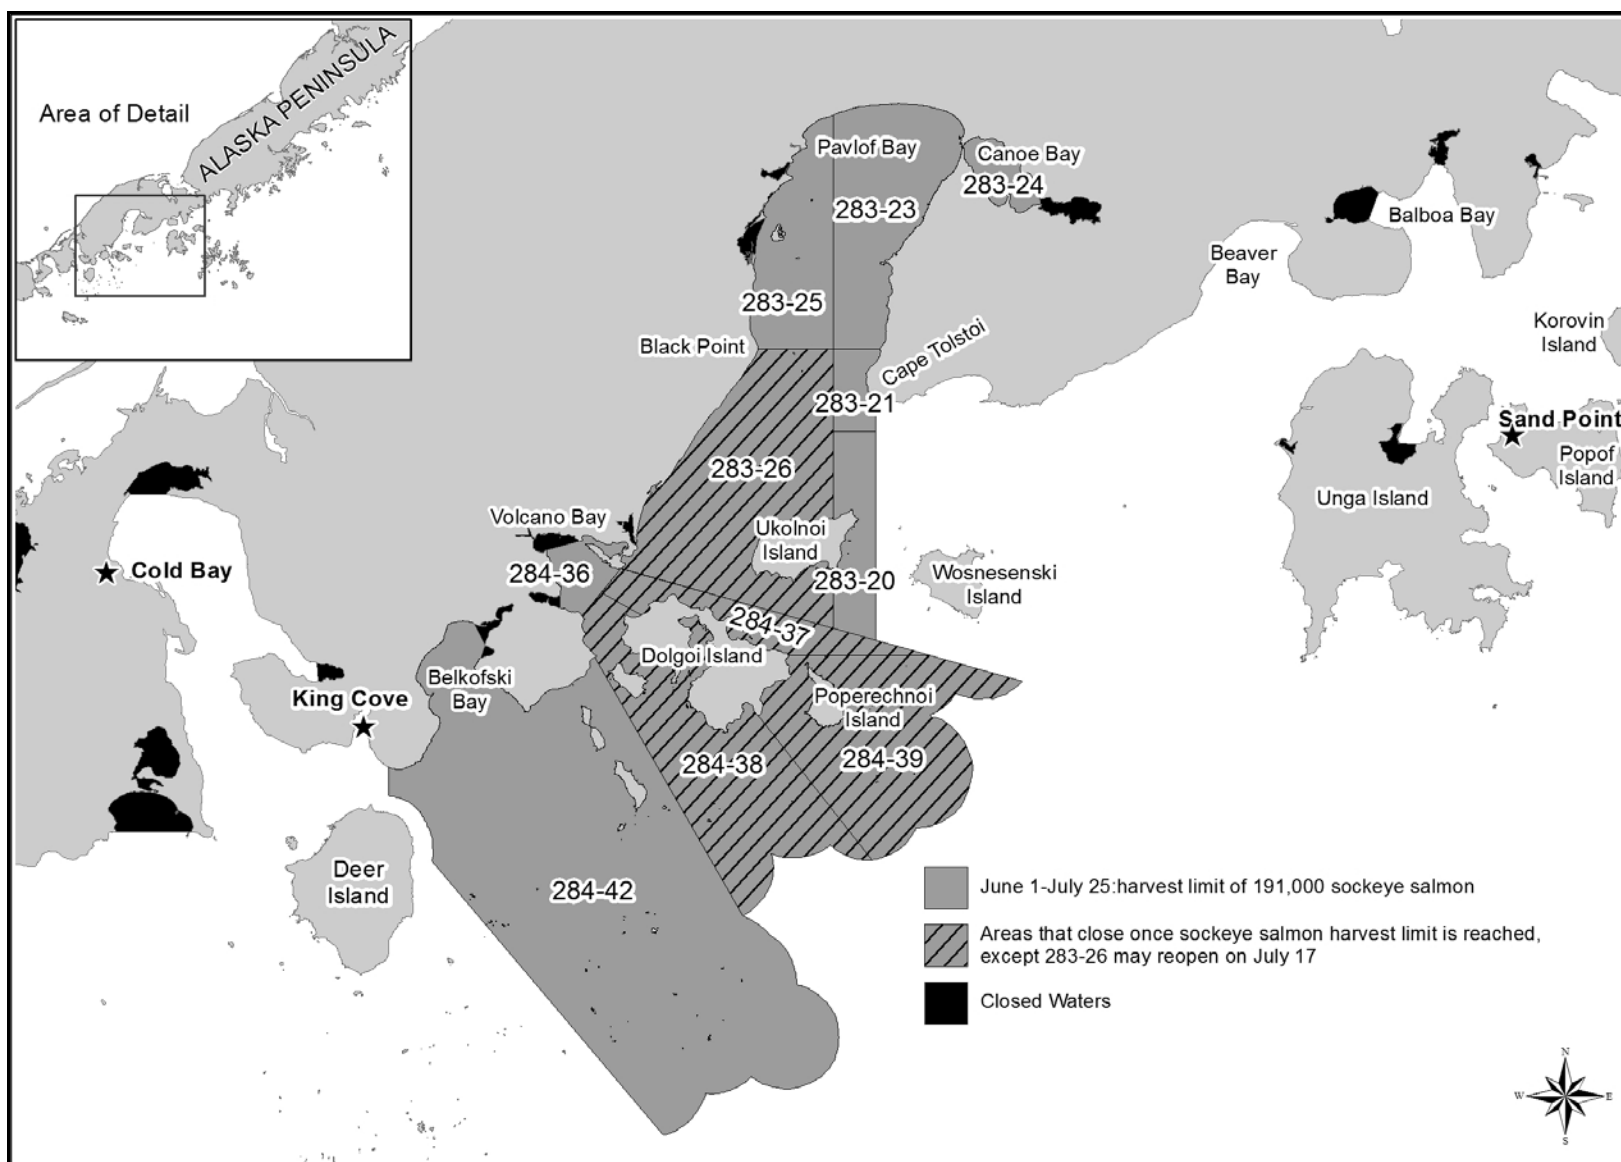 Area of Detail
ALASKA PENINSULA
Pavlof Bay
Canoe Bay
283-24
283-23
Balboa Bay
Beaver
Bay
283-25
Black Point
Cape Tolstoi
Korovin
Island
283-21
Sand Point
Popof
Island
283-26
Unga Island
Volcano Bay
Ukolnoi
Island
Cold Bay
284-36
283-20
Wosnesenski
Island
284-37
Dolgoi Island
Belkofski
Bay
King Cove
Poperechnoi
Island
284-38
284-39
Deer
Island
284-42
June 1-July 25:harvest limit of 191,000 sockeye salmon
Areas that close once sockeye salmon harvest limit is reached,
except 283-26 may reopen on July 17
Closed Waters
N
W
E
S